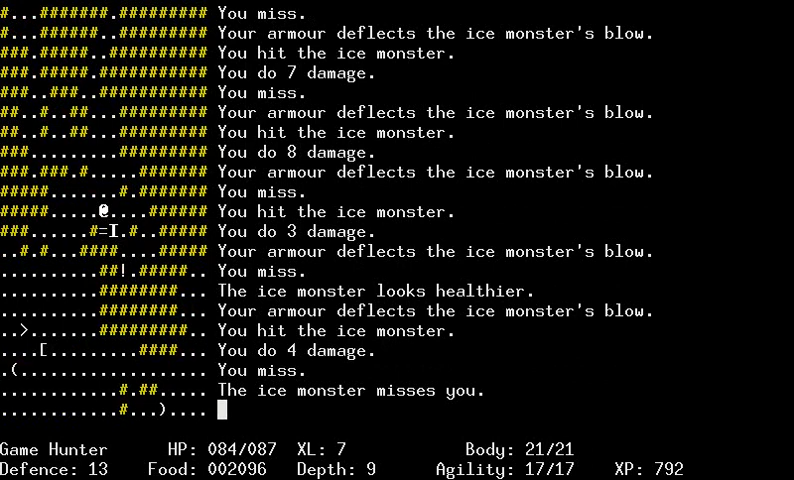 #...#######.######### You miss.
#...######..######### Your armour deflects the ice monster's blow.
###.#####..########## You hit the ice monster.
###.#####.########### You do 7 damage.
###..###..########### You miss.
##..#..##...######### Your armour deflects the ice monster's blow.
##..#..##...######### You hit the ice monster.
###.........######### You do 8 damage.
###.###.#.....####### Your armour deflects the ice monster's blow.
#####.......#.####### You miss.
#####.....@....###### You hit the ice monster.
###......#=I.#..##### You do 3 damage.
..#.#...####....##### Your armour deflects the ice monster's blow.
..........##!.#####.. You miss.
..........########... The ice monster looks healthier.
..........########... Your armour deflects the ice monster's blow.
..>.......#########.. You hit the ice monster.
....[.........####... You do 4 damage.
.(................... You miss.
............#.##..... The ice monster misses you.
............#...)....
Game Hunter HP: 084/087 XL: 7 Body: 21/21
Defence: 13 Food: 002096 Depth: 9 Agility: 17/17 XP: 792